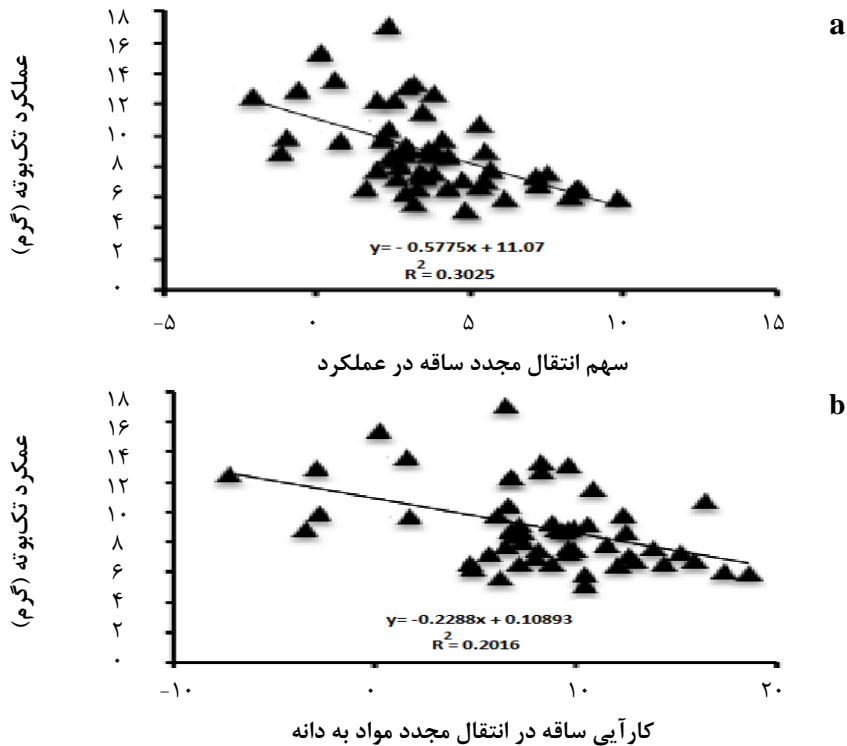 a
۱۸
۱۶
۱۴
۱۲
۱۰
۸
۶
۴
۲
۰
عملکرد تک‌بوته (گرم)
y= - 0.5775x + 11.07
R2= 0.3025
-۵
۰
۵
۱۰
۱۵
سهم انتقال مجدد ساقه در عملکرد
b
۱۸
۱۶
۱۴
۱۲
۱۰
۸
۶
۴
۲
۰
عمکرد تک‌بوته (گرم)
y= -0.2288x + 0.10893
R2= 0.2016
-۱۰
۰
۱۰
۲۰
کارآیی ساقه در انتقال مجدد مواد به دانه